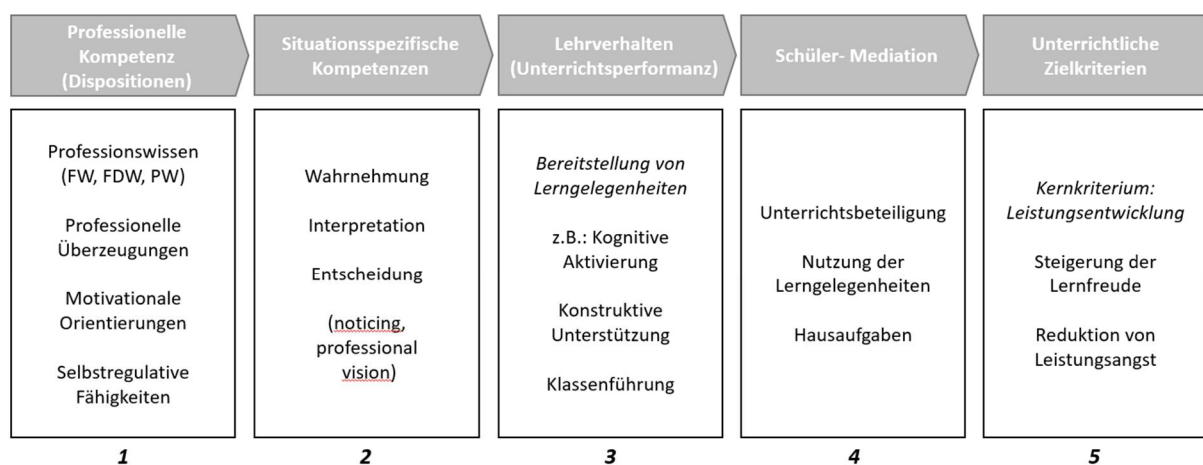 Professionelle
Kompetenz
(Dispositionen)
Situationsspezifische
Kompetenzen
Lehrverhalten
(Unterrichtsperformanz)
Schüler- Mediation
Unterrichtliche
Zielkriterien
Professionswissen
(FW, FDW, PW)
Professionelle
Überzeugungen
Motivationale
Orientierungen
Selbstregulative
Fähigkeiten
Wahrnehmung
Interpretation
Entscheidung
(noticing,
professional
vision)
Bereitstellung von
Lerngelegenheiten
z.B.: Kognitive
Aktivierung
Konstruktive
Unterstützung
Klassenführung
Unterrichtsbeteiligung
Nutzung der
Lerngelegenheiten
Hausaufgaben
Kernkriterium:
Leistungsentwicklung
Steigerung der
Lernfreude
Reduktion von
Leistungsangst
1
2
3
4
5